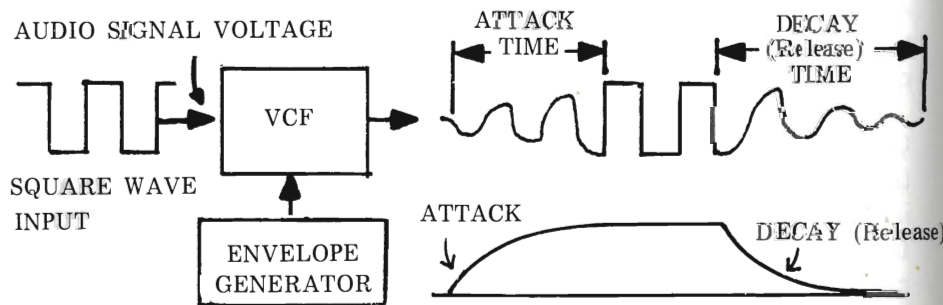 AUDIO SIGNAL VOLTAGE
ATTACK
TIME
DECAY
(Release)
TIME
VCF
SQUARE WAVE
INPUT
ENVELOPE
GENERATOR
ATTACK
DECAY (Release)